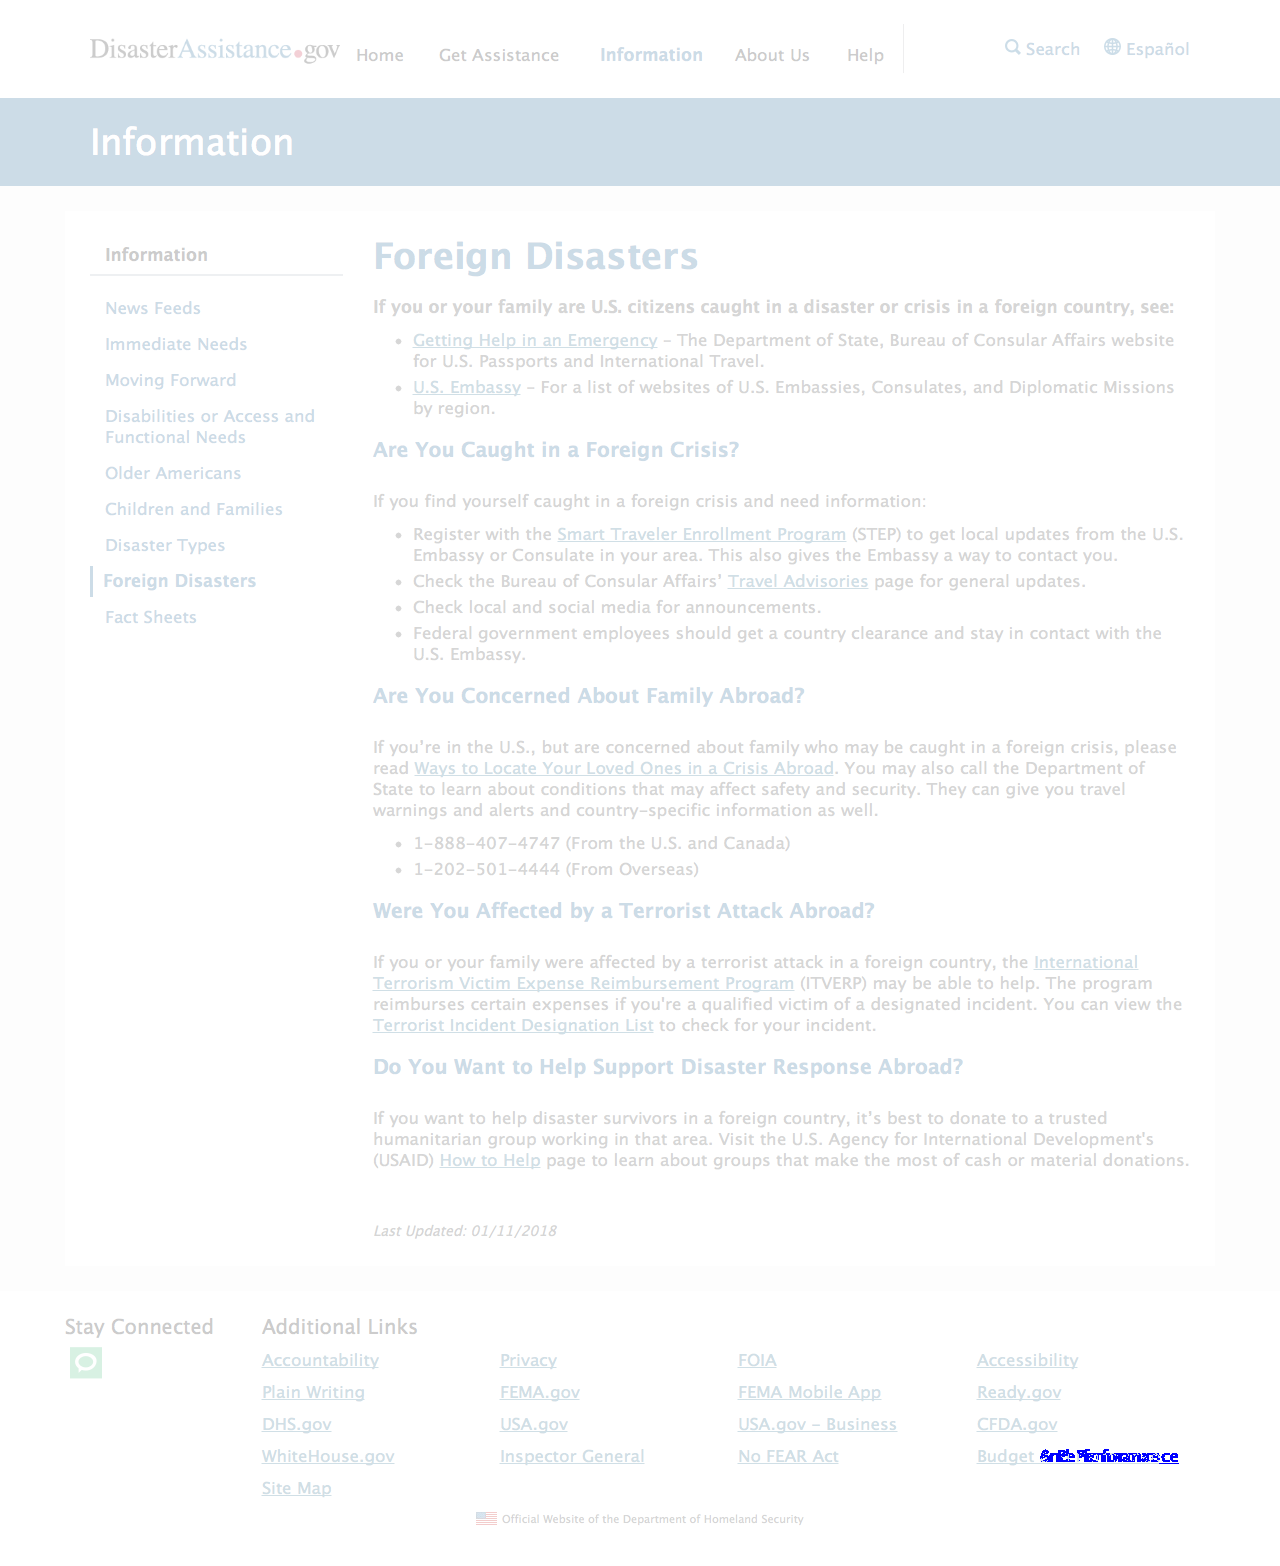 DisasterAssistance.gov Home Get Assistance Information About Us Help Search Español
Information
Information
News Feeds
Immediate Needs
Moving Forward
Disabilities or Access and
Functional Needs
Older Americans
Children and Families
Disaster Types
Foreign Disasters
Fact Sheets
Foreign Disasters
If you or your family are U.S. citizens caught in a disaster or crisis in a foreign country, see:
• Getting Help in an Emergency – The Department of State, Bureau of Consular Affairs website
for U.S. Passports and International Travel.
• U.S. Embassy – For a list of websites of U.S. Embassies, Consulates, and Diplomatic Missions
by region.
Are You Caught in a Foreign Crisis?
If you find yourself caught in a foreign crisis and need information:
• Register with the Smart Traveler Enrollment Program (STEP) to get local updates from the U.S.
Embassy or Consulate in your area. This also gives the Embassy a way to contact you.
• Check the Bureau of Consular Affairs’ Travel Advisories page for general updates.
• Check local and social media for announcements.
• Federal government employees should get a country clearance and stay in contact with the
U.S. Embassy.
Are You Concerned About Family Abroad?
If you’re in the U.S., but are concerned about family who may be caught in a foreign crisis, please
read Ways to Locate Your Loved Ones in a Crisis Abroad. You may also call the Department of
State to learn about conditions that may affect safety and security. They can give you travel
warnings and alerts and country-specific information as well.
• 1-888-407-4747 (From the U.S. and Canada)
• 1-202-501-4444 (From Overseas)
Were You Affected by a Terrorist Attack Abroad?
If you or your family were affected by a terrorist attack in a foreign country, the International
Terrorism Victim Expense Reimbursement Program (ITVERP) may be able to help. The program
reimburses certain expenses if you're a qualified victim of a designated incident. You can view the
Terrorist Incident Designation List to check for your incident.
Do You Want to Help Support Disaster Response Abroad?
If you want to help disaster survivors in a foreign country, it’s best to donate to a trusted
humanitarian group working in that area. Visit the U.S. Agency for International Development's
(USAID) How to Help page to learn about groups that make the most of cash or material donations.
Last Updated: 01/11/2018
Stay Connected
Additional Links
Accountability Privacy FOIA Accessibility
Plain Writing FEMA.gov FEMA Mobile App Ready.gov
DHS.gov USA.gov USA.gov - Business CFDA.gov
WhiteHouse.gov Inspector General No FEAR Act Budget
Site Map
Official Website of the Department of Homeland Security